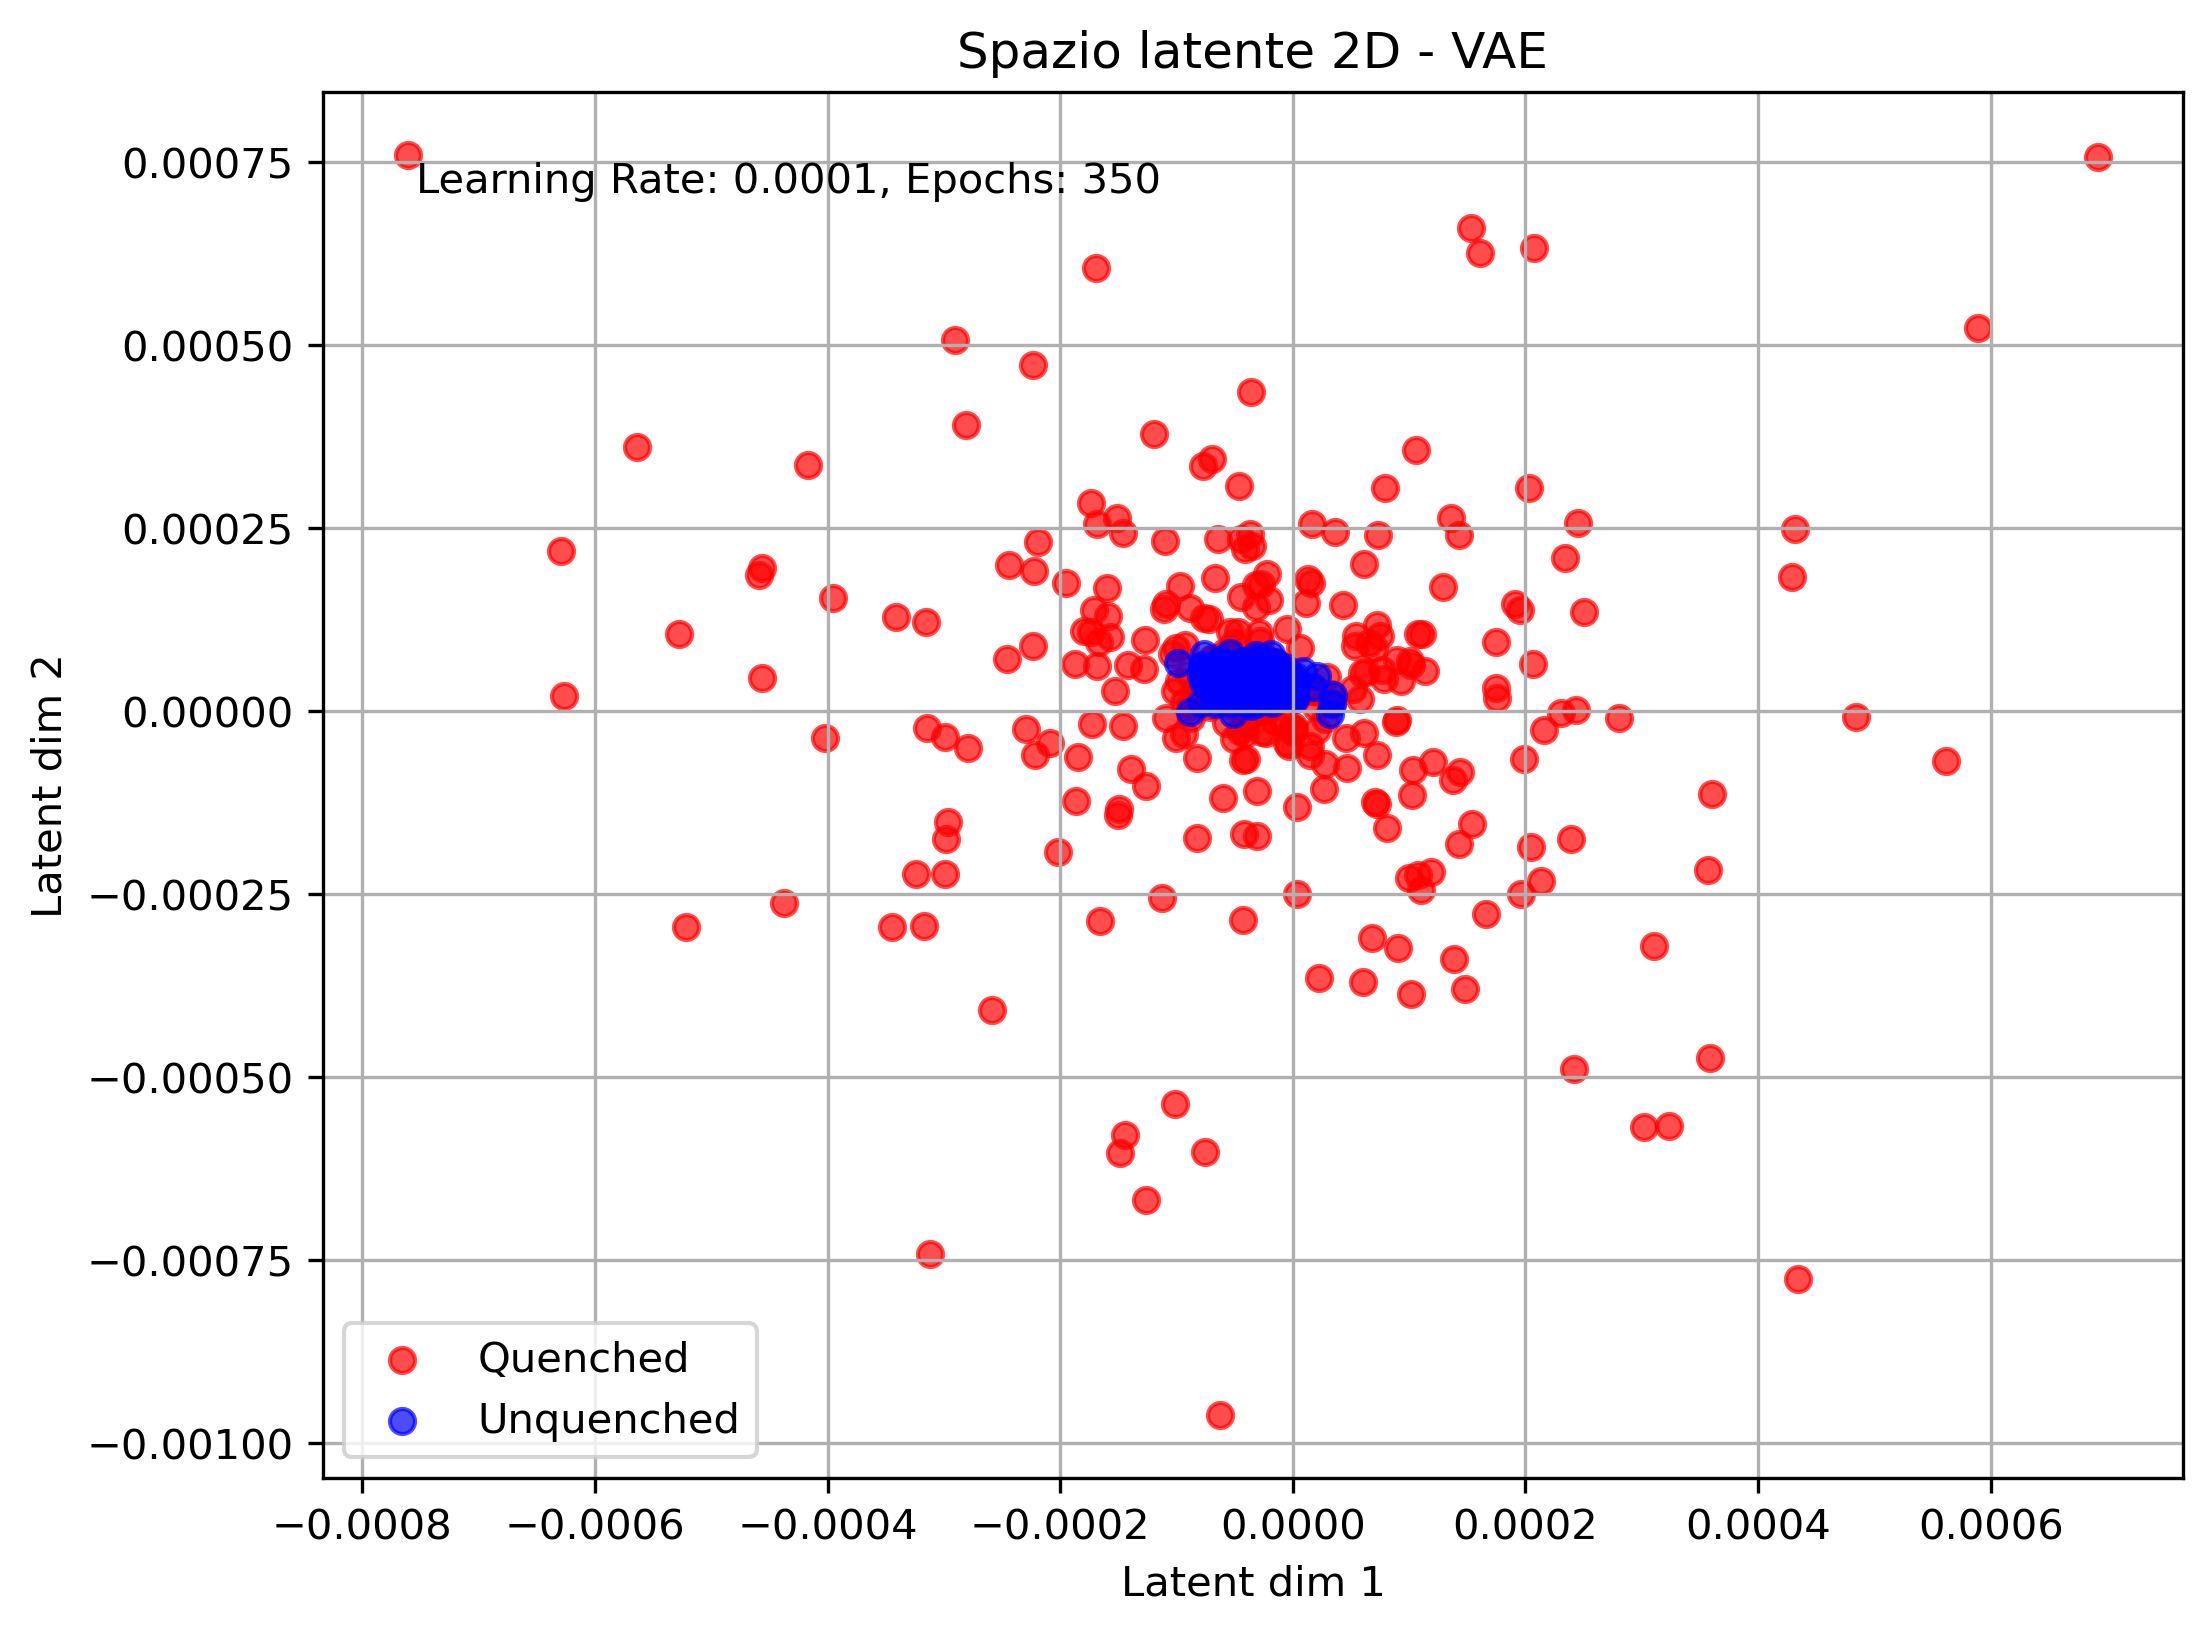 Spazio latente 2D - VAE
Learning Rate: 0.0001, Epochs: 350
Latent dim 2
0.00075
0.00050
0.00025
0.00000
−0.00025
−0.00050
−0.00075
−0.00100
Quenched
Unquenched
−0.0008 −0.0006 −0.0004 −0.0002 0.0000 0.0002 0.0004 0.0006
Latent dim 1